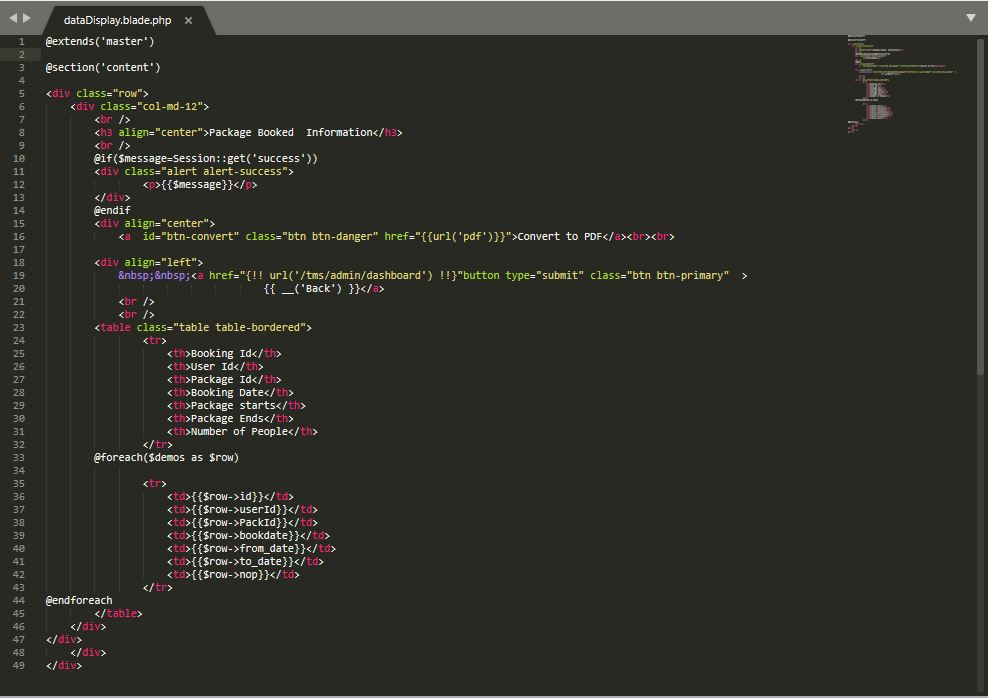 dataDisplay.blade.php ×
1 @extends('master')
2
3 @section('content')
4
5 <div class="row">
6 <div class="col-md-12">
7 <br />
8 <h3 align="center">Package Booked  Information</h3>
9 <br />
10 @if($message=Session::get('success'))
11 <div class="alert alert-success">
12 <p>{{$message}}</p>
13 </div>
14 @endif
15 <div align="center">
16 <a  id="btn-convert" class="btn btn-danger" href="{{url('pdf')}}">Convert to PDF</a><br><br>
17
18 <div align="left">
19 &nbsp;&nbsp;<a href="{!! url('/tms/admin/dashboard') !!}"button type="submit" class="btn btn-primary"  >
20 {{ __('Back') }}</a>
21 <br />
22 <br />
23 <table class="table table-bordered">
24 <tr>
25 <th>Booking Id</th>
26 <th>User Id</th>
27 <th>Package Id</th>
28 <th>Booking Date</th>
29 <th>Package starts</th>
30 <th>Package Ends</th>
31 <th>Number of People</th>
32 </tr>
33 @foreach($demos as $row)
34
35 <tr>
36 <td>{{$row->id}}</td>
37 <td>{{$row->userId}}</td>
38 <td>{{$row->PackId}}</td>
39 <td>{{$row->bookdate}}</td>
40 <td>{{$row->from_date}}</td>
41 <td>{{$row->to_date}}</td>
42 <td>{{$row->nop}}</td>
43 </tr>
44 @endforeach
45 </table>
46 </div>
47 </div>
48 </div>
49 </div>